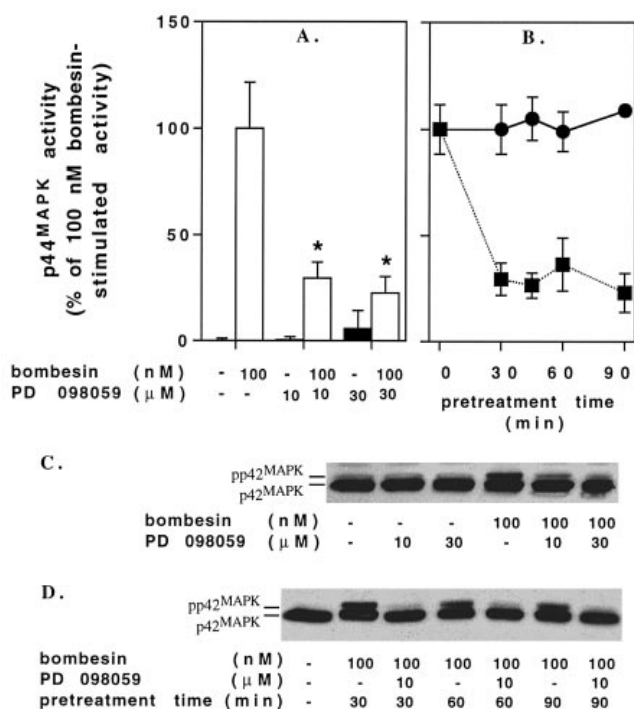 A.
B.
150
100
50
0
p44MAPK activity
(% of 100 nM bombesin-
stimulated activity)
*
*
bombesin (nM) - 100 - 100 - 100
PD 098059 (μM) - - 10 10 30 30
0 30 60 90
pretreatment time
(min)
C.
pp42MAPK
p42MAPK
bombesin (nM) - - - 100 100 100
PD 098059 (μM) - 10 30 - 10 30
D.
pp42MAPK
p42MAPK
bombesin (nM) - 100 100 100 100 100 100
PD 098059 (μM) - - 10 - 10 - 10
pretreatment time (min) - 30 30 60 60 90 90